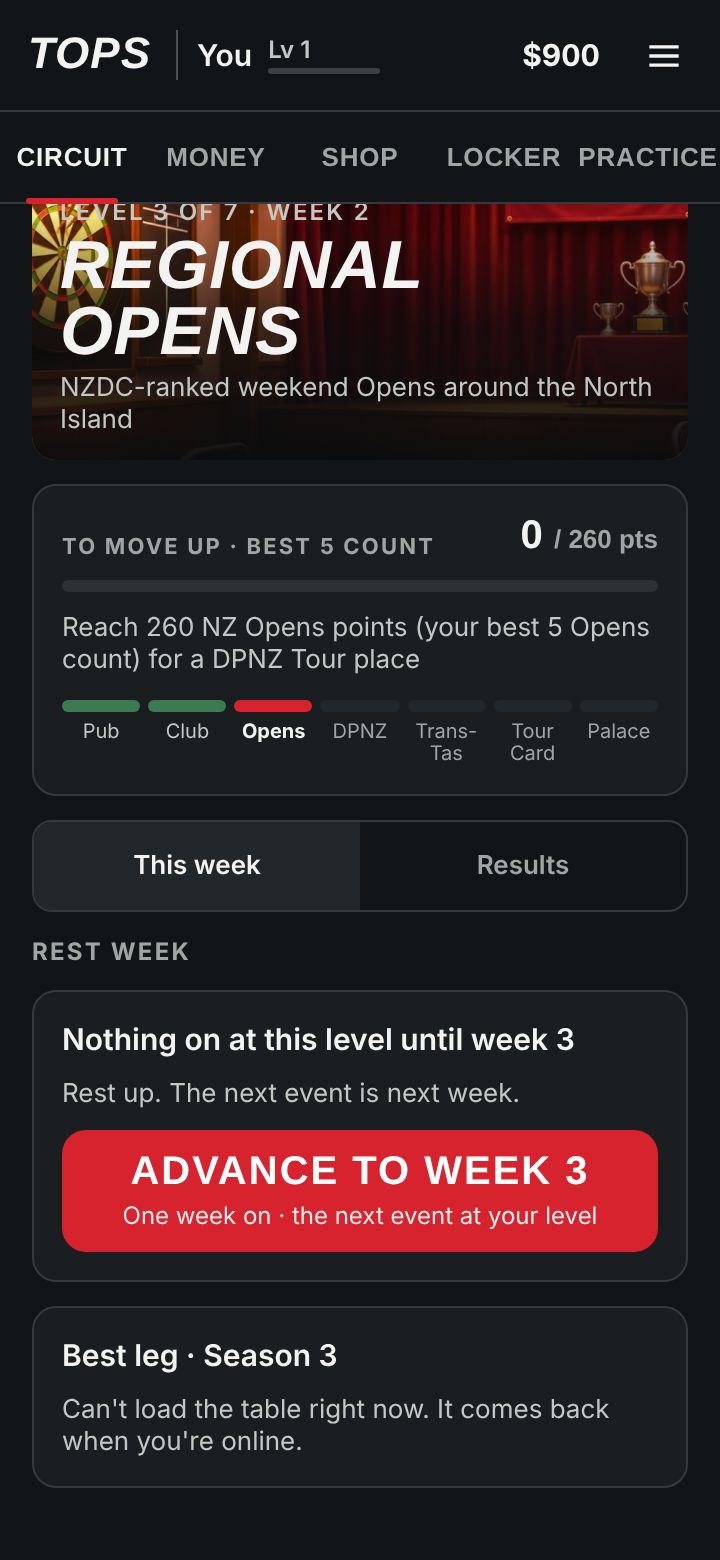 TOPS
You
Lv 1
$900
CIRCUIT
MONEY
SHOP
LOCKER
PRACTICE
LEVEL 3 OF 7 · WEEK 2
REGIONAL
OPENS
NZDC-ranked weekend Opens around the North
Island
TO MOVE UP · BEST 5 COUNT
0 / 260 pts
Reach 260 NZ Opens points (your best 5 Opens
count) for a DPNZ Tour place
Pub
Club
Opens
DPNZ
Trans-
Tas
Tour
Card
Palace
This week
Results
REST WEEK
Nothing on at this level until week 3
Rest up. The next event is next week.
ADVANCE TO WEEK 3
One week on · the next event at your level
Best leg · Season 3
Can't load the table right now. It comes back
when you're online.